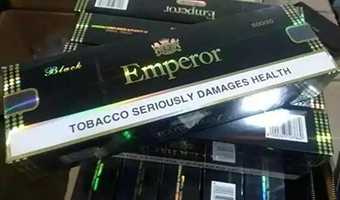 Emperor
Black
Emperor
TOBACCO SERIOUSLY DAMAGES HEALTH